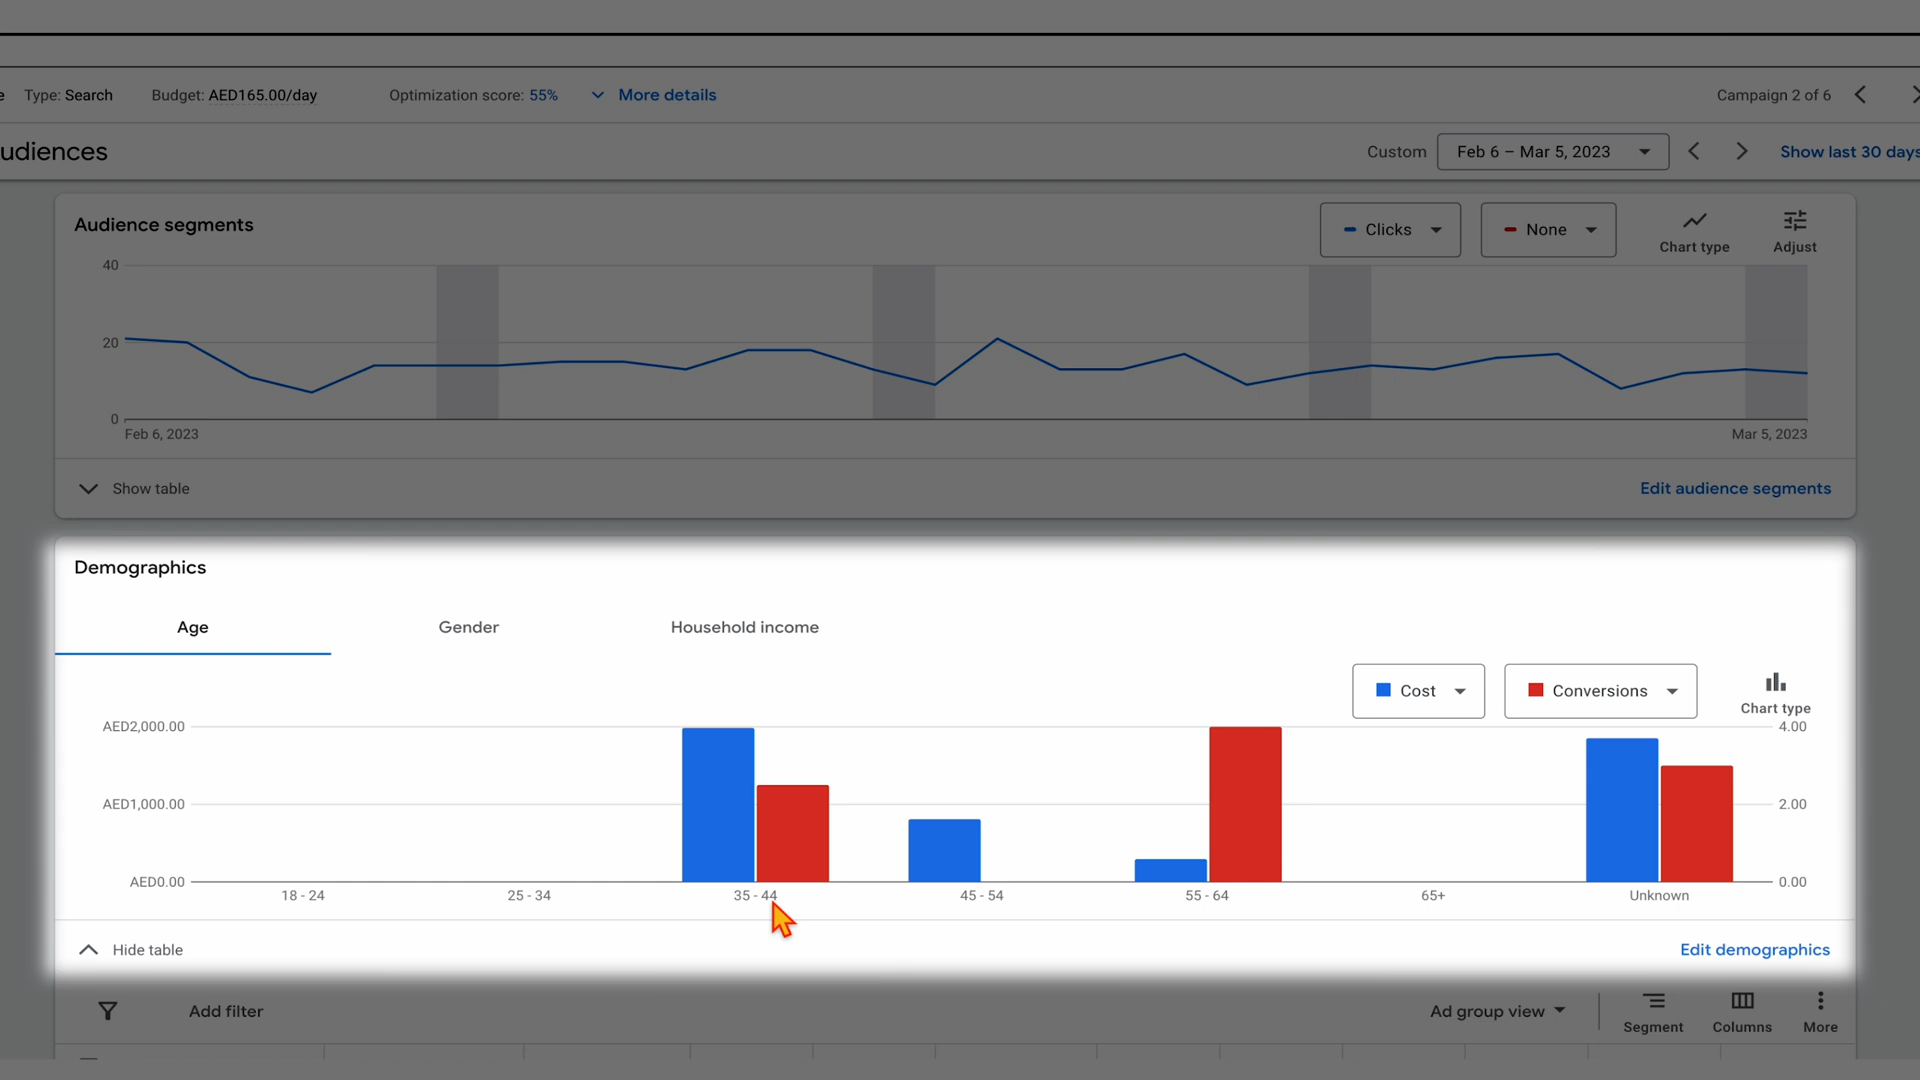 e Type: Search Budget: AED165.00/day Optimization score: 55% More details Campaign 2 of 6
udiences Custom Feb 6 – Mar 5, 2023 Show last 30 days
Audience segments Clicks None Chart type Adjust
40
20
0
Feb 6, 2023 Mar 5, 2023
Show table Edit audience segments
Demographics
Age Gender Household income
Cost Conversions Chart type
AED2,000.00 4.00
AED1,000.00 2.00
AED0.00 0.00
18 - 24 25 - 34 35 - 44 45 - 54 55 - 64 65+ Unknown
Hide table Edit demographics
Add filter Ad group view Segment Columns More